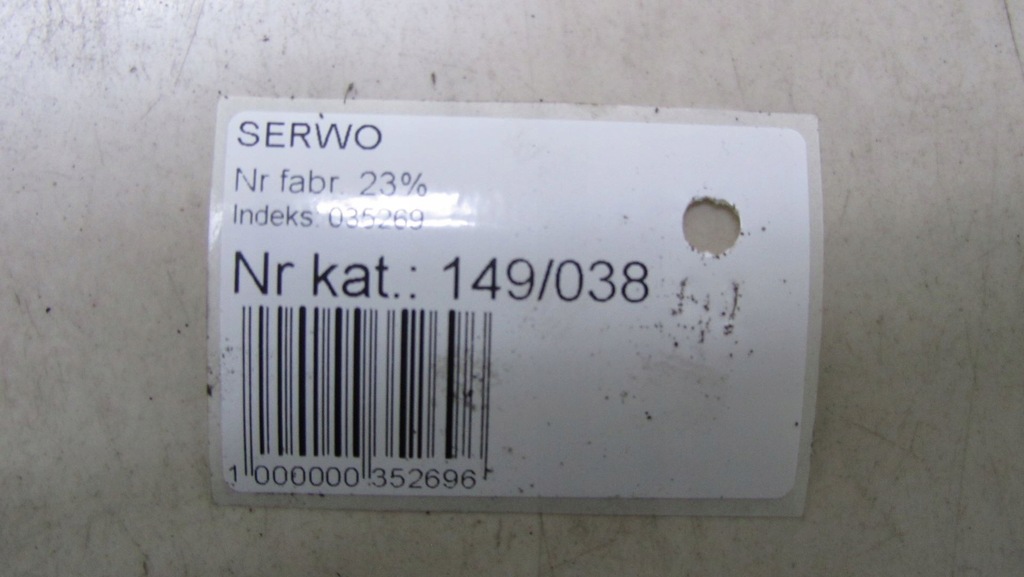 SERWO
Nr fabr. 23%
Indeks: 035269
Nr kat.: 149/038
1 000000 352696